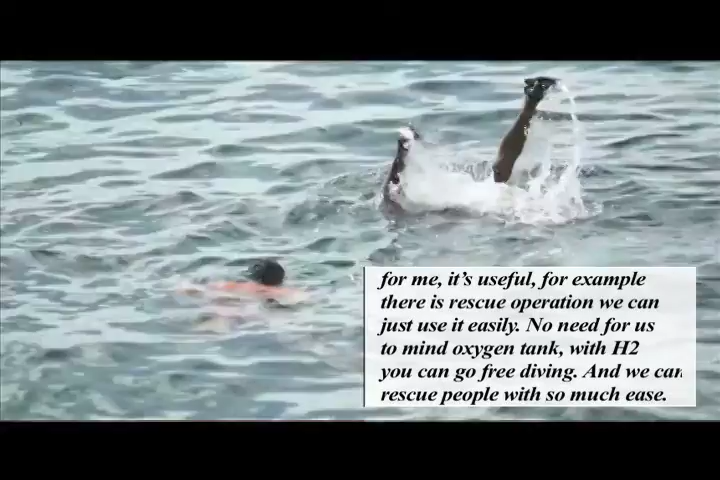 for me, it's useful, for example
there is rescue operation we can
just use it easily. No need for us
to mind oxygen tank, with H2
you can go free diving. And we can
rescue people with so much ease.